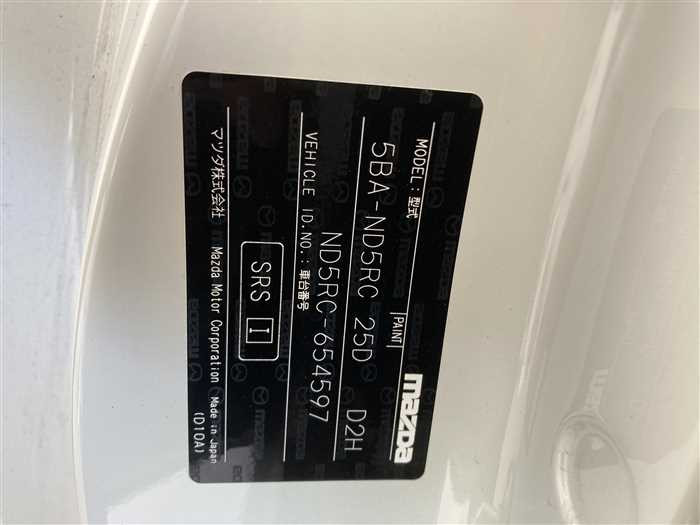 MODEL:型式 PAINT mazda
5BA-ND5RC 25D D2H
VEHICLE ID.NO.:車台番号
ND5RC-654597
SRS I
マツダ株式会社 Mazda Motor Corporation Made in Japan
(D10A)